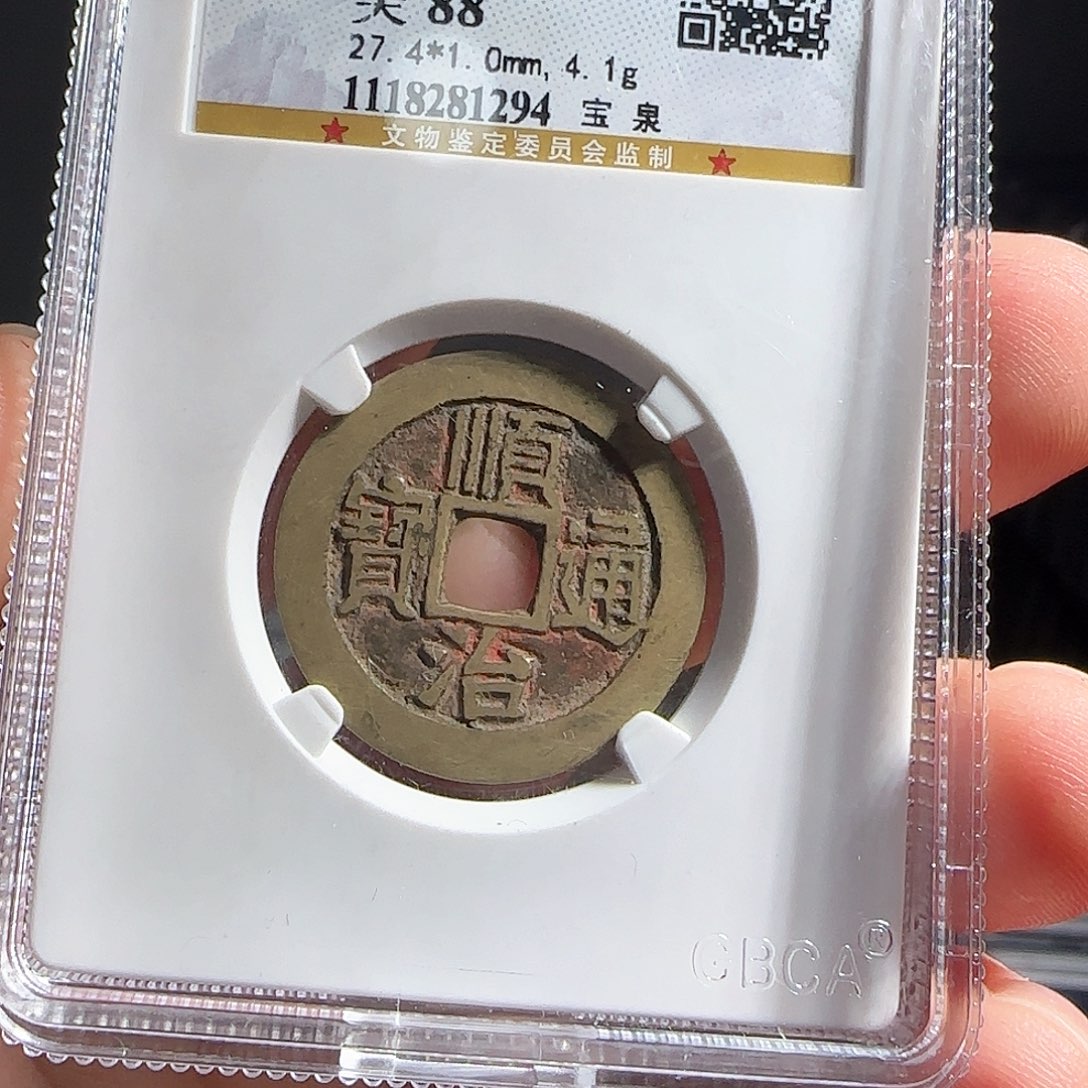 美 88
27.4*1.0mm, 4.1g
1118281294 宝泉
文物鉴定委员会监制
順
寶 通
治
GBCA®